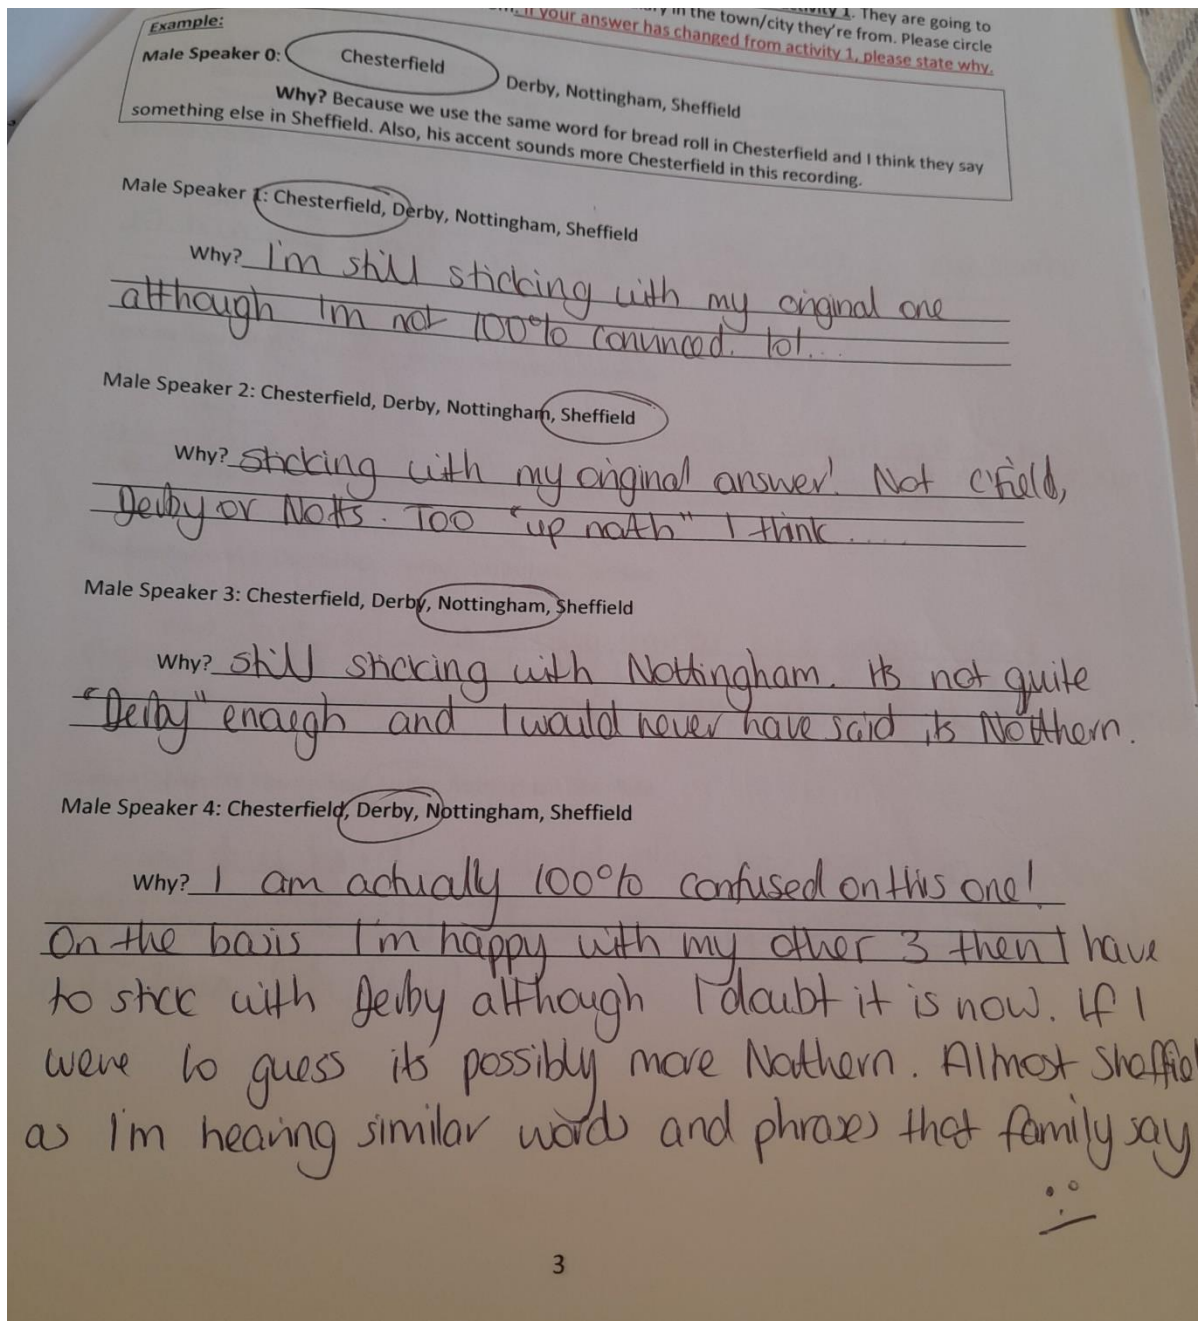 They are going to
in the town/city they're from. Please circle
if your answer has changed from activity 1, please state why.
Example:
Male Speaker 0: Chesterfield Derby, Nottingham, Sheffield
Why? Because we use the same word for bread roll in Chesterfield and I think they say
something else in Sheffield. Also, his accent sounds more Chesterfield in this recording.
Male Speaker 1: Chesterfield, Derby, Nottingham, Sheffield
Why? I'm still sticking with my original one
although Im not 100% convinced. lol...
Male Speaker 2: Chesterfield, Derby, Nottingham, Sheffield
Why? Sticking with my original answer! Not C'field,
Derby or Notts. Too "up north" I think....
Male Speaker 3: Chesterfield, Derby, Nottingham, Sheffield
Why? Still sticking with Nottingham. Its not quite
"Derby" enough and I would never have said its Northern.
Male Speaker 4: Chesterfield, Derby, Nottingham, Sheffield
Why? I am actually 100% confused on this one!
On the basis I'm happy with my other 3 then I have
to stick with Derby although I doubt it is now. If I
were to guess its possibly more Northern. Almost Sheffiel
as I'm hearing similar words and phrases that family say
3